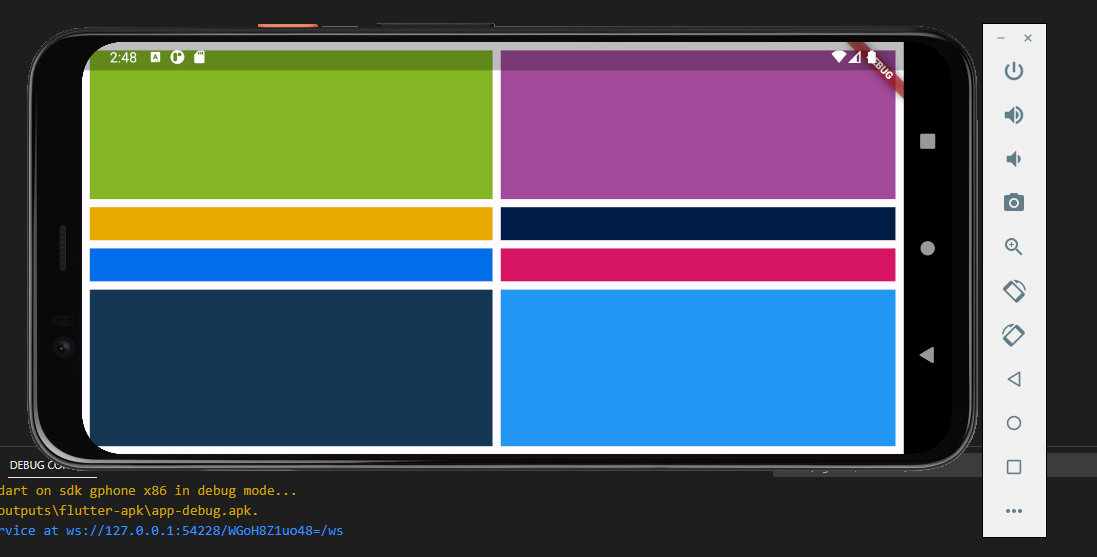 2:48
A
DEBUG
DEBUG CO
dart on sdk gphone x86 in debug mode...
outputs\flutter-apk\app-debug.apk.
rvice at ws://127.0.0.1:54228/WGoH8Z1uo48=/ws